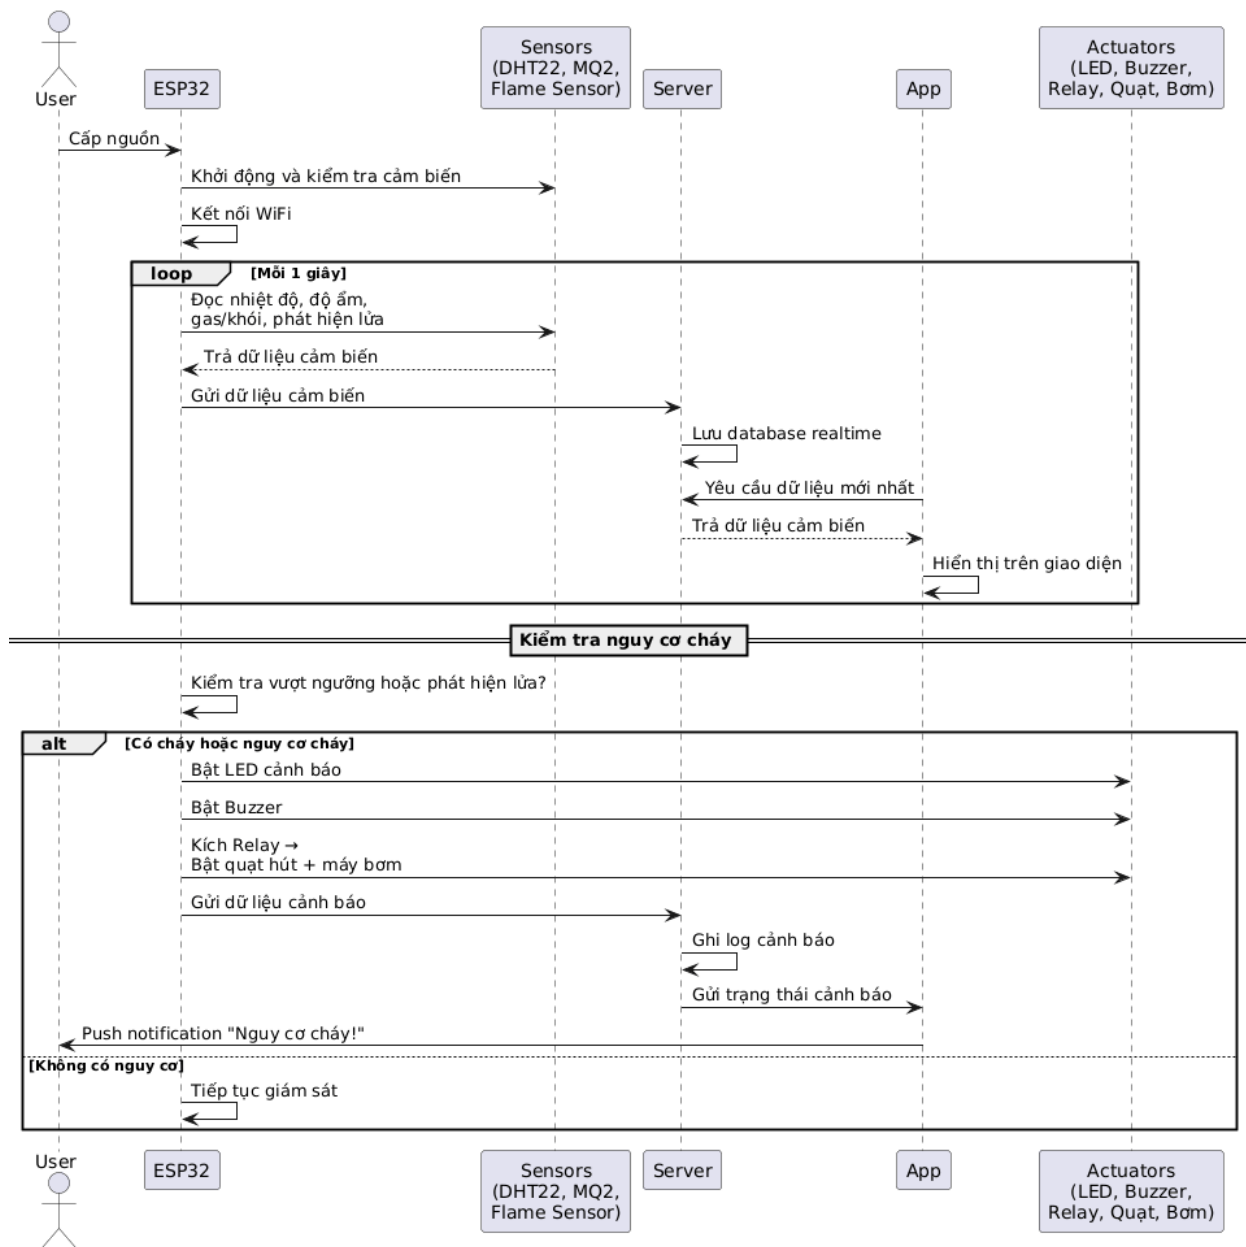 User
ESP32
Sensors
(DHT22, MQ2,
Flame Sensor)
Server
App
Actuators
(LED, Buzzer,
Relay, Quạt, Bơm)
Cấp nguồn
Khởi động và kiểm tra cảm biến
Kết nối WiFi
loop
[Mỗi 1 giây]
Đọc nhiệt độ, độ ẩm,
gas/khói, phát hiện lửa
Trả dữ liệu cảm biến
Gửi dữ liệu cảm biến
Lưu database realtime
Yêu cầu dữ liệu mới nhất
Trả dữ liệu cảm biến
Hiển thị trên giao diện
Kiểm tra nguy cơ cháy
Kiểm tra vượt ngưỡng hoặc phát hiện lửa?
alt
[Có cháy hoặc nguy cơ cháy]
Bật LED cảnh báo
Bật Buzzer
Kích Relay →
Bật quạt hút + máy bơm
Gửi dữ liệu cảnh báo
Ghi log cảnh báo
Gửi trạng thái cảnh báo
Push notification "Nguy cơ cháy!"
[Không có nguy cơ]
Tiếp tục giám sát
User
ESP32
Sensors
(DHT22, MQ2,
Flame Sensor)
Server
App
Actuators
(LED, Buzzer,
Relay, Quạt, Bơm)